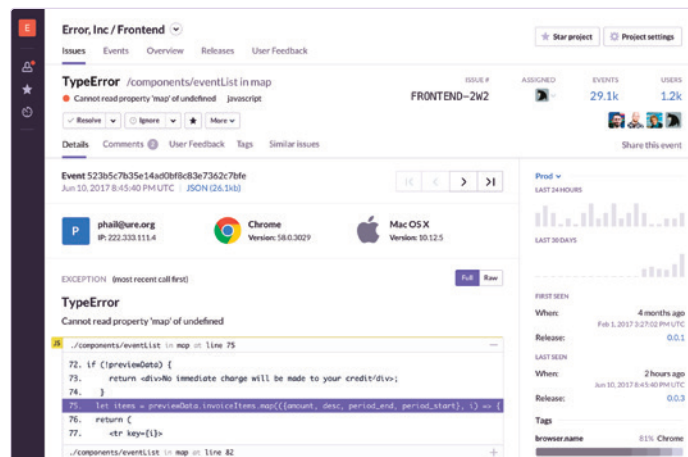 E
Error, Inc / Frontend
Star project
Project settings
Issues Events Overview Releases User Feedback
TypeError /components/eventList in map
Cannot read property 'map' of undefined javascript
ISSUE # ASSIGNED EVENTS USERS
FRONTEND-2W2 29.1k 1.2k
Resolve Ignore More
Details Comments 2 User Feedback Tags Similar issues
Share this event
Event 523b5c7b35e14ad0bf8c83e7362c7bfe
Jun 10, 2017 8:45:40 PM UTC | JSON (26.1kb)
P
phail@ure.org
IP: 222.333.111.4
Chrome
Version: 58.0.3029
Mac OS X
Version: 10.12.5
EXCEPTION (most recent call first)
Full Raw
TypeError
Cannot read property 'map' of undefined
JS
./components/eventList in map at line 75
72. if (!previewData) {
73. return <div>No immediate charge will be made to your credit/div>;
74. }
75. let items = previewData.invoiceItems.map(({amount, desc, period_end, period_start}, i) => {
76. return (
77. <tr key={i}>
./components/eventList in map at line 82
Prod
LAST 24 HOURS
LAST 30 DAYS
FIRST SEEN
When: 4 months ago
Feb 1, 2017 3:27:02 PM UTC
Release: 0.0.1
LAST SEEN
When: 2 hours ago
Jun 10, 2017 8:45:40 PM UTC
Release: 0.0.3
Tags
browser.name 81% Chrome